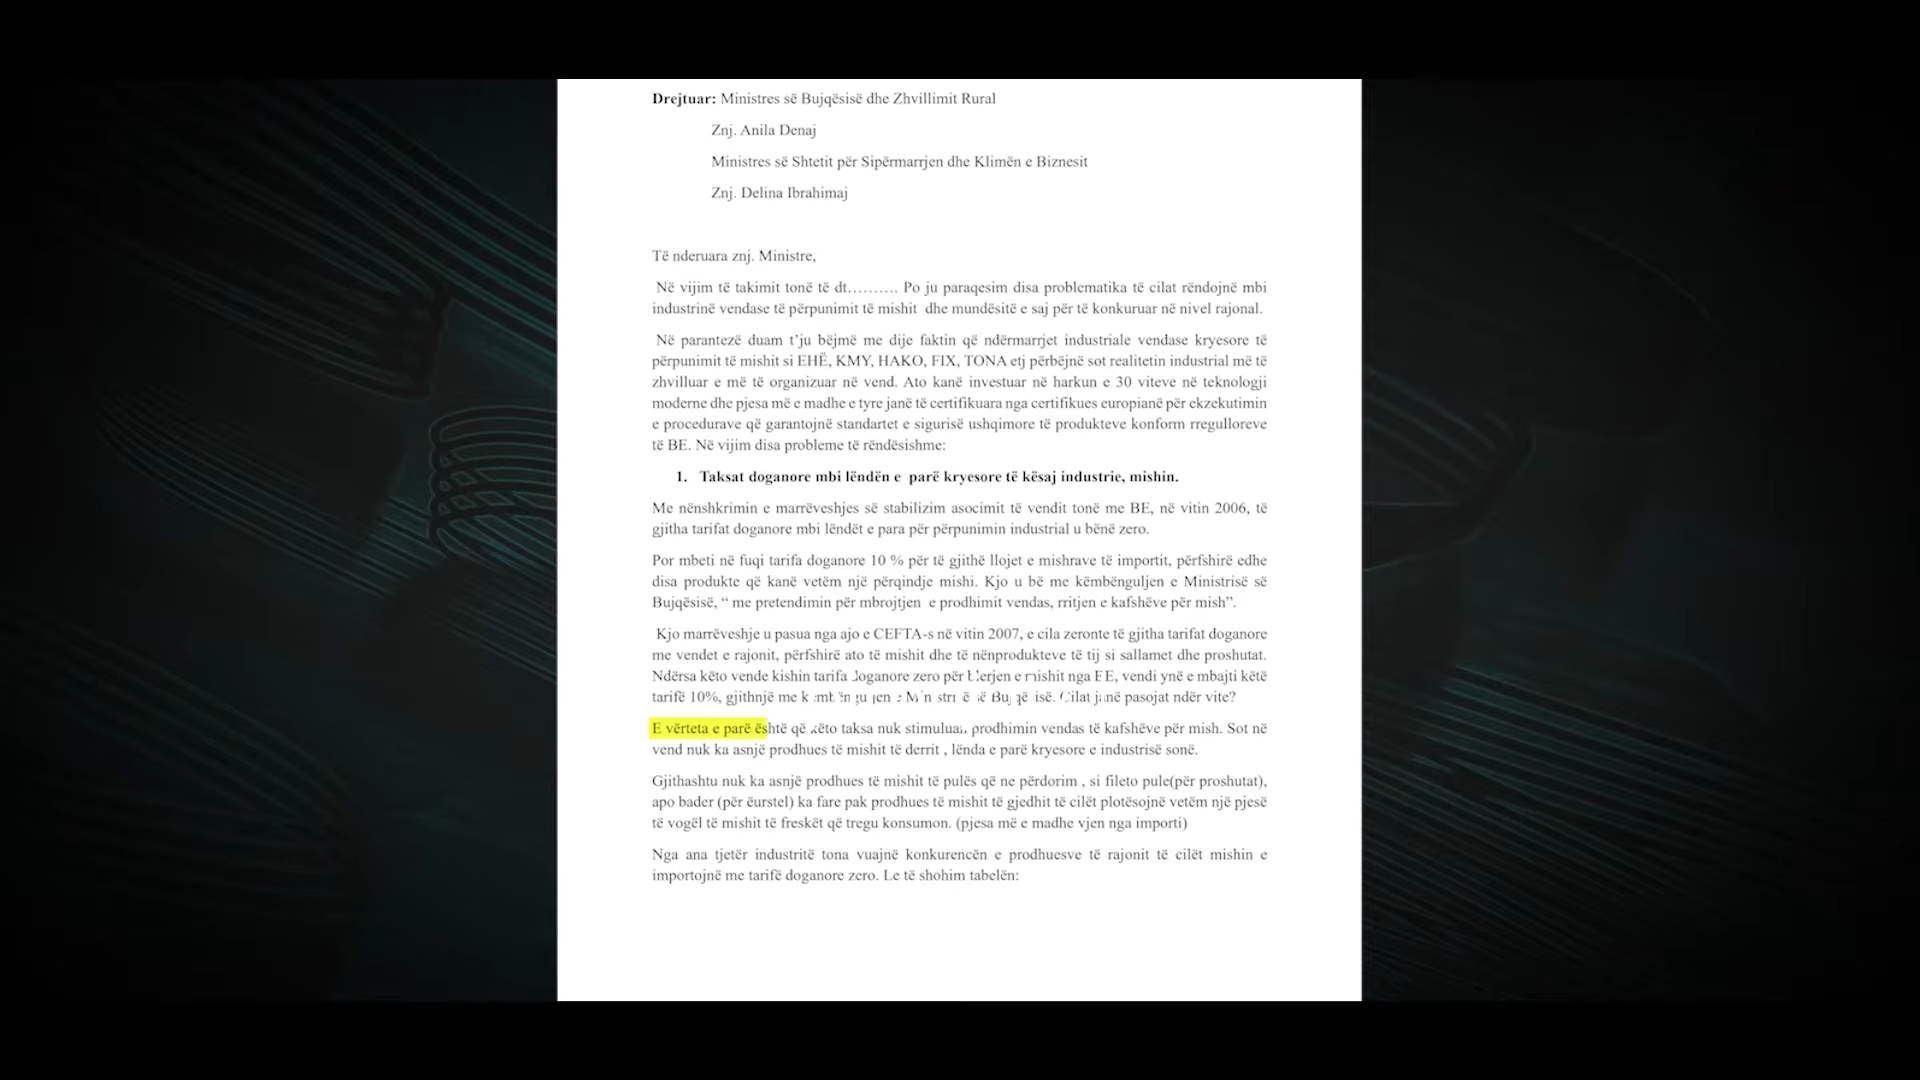 Drejtuar: Ministres së Bujqësisë dhe Zhvillimit Rural
Znj. Anila Denaj
Ministres së Shtetit për Sipërmarrjen dhe Klimën e Biznesit
Znj. Delina Ibrahimaj
Të nderuara znj. Ministre,
Në vijim të takimit tonë të dt………. Po ju paraqesim disa problematika të cilat rëndojnë mbi
industrinë vendase të përpunimit të mishit dhe mundësitë e saj për të konkuruar në nivel rajonal.
Në parantezë duam t’ju bëjmë me dije faktin që ndërmarrjet industriale vendase kryesore të
përpunimit të mishit si EHË, KMY, HAKO, FIX, TONA etj përbëjnë sot realitetin industrial më të
zhvilluar e më të organizuar në vend. Ato kanë investuar në harkun e 30 viteve në teknologji
moderne dhe pjesa më e madhe e tyre janë të certifikuara nga certifikues europianë për ekzekutimin
e procedurave që garantojnë standartet e sigurisë ushqimore të produkteve konform rregulloreve
të BE. Në vijim disa probleme të rëndësishme:
1. Taksat doganore mbi lëndën e parë kryesore të kësaj industrie, mishin.
Me nënshkrimin e marrëveshjes së stabilizim asocimit të vendit tonë me BE, në vitin 2006, të
gjitha tarifat doganore mbi lëndët e para për përpunimin industrial u bënë zero.
Por mbeti në fuqi tarifa doganore 10 % për të gjithë llojet e mishrave të importit, përfshirë edhe
disa produkte që kanë vetëm një përqindje mishi. Kjo u bë me këmbënguljen e Ministrisë së
Bujqësisë, “ me pretendimin për mbrojtjen e prodhimit vendas, rritjen e kafshëve për mish”.
Kjo marrëveshje u pasua nga ajo e CEFTA-s në vitin 2007, e cila zeronte të gjitha tarifat doganore
me vendet e rajonit, përfshirë ato të mishit dhe të nënprodukteve të tij si sallamet dhe proshutat.
Ndërsa këto vende kishin tarifa doganore zero për blerjen e mishit nga BE, vendi ynë e mbajti këtë
tarifë 10%, gjithnjë me këmbënguljen e Ministrisë së Bujqësisë. Cilat janë pasojat ndër vite?
E vërteta e parë është që këto taksa nuk stimuluan prodhimin vendas të kafshëve për mish. Sot në
vend nuk ka asnjë prodhues të mishit të derrit , lënda e parë kryesore e industrisë sonë.
Gjithashtu nuk ka asnjë prodhues të mishit të pulës që ne përdorim , si fileto pule(për proshutat),
apo bader (për ëurstel) ka fare pak prodhues të mishit të gjedhit të cilët plotësojnë vetëm një pjesë
të vogël të mishit të freskët që tregu konsumon. (pjesa më e madhe vjen nga importi)
Nga ana tjetër industritë tona vuajnë konkurencën e prodhuesve të rajonit të cilët mishin e
importojnë me tarifë doganore zero. Le të shohim tabelën: